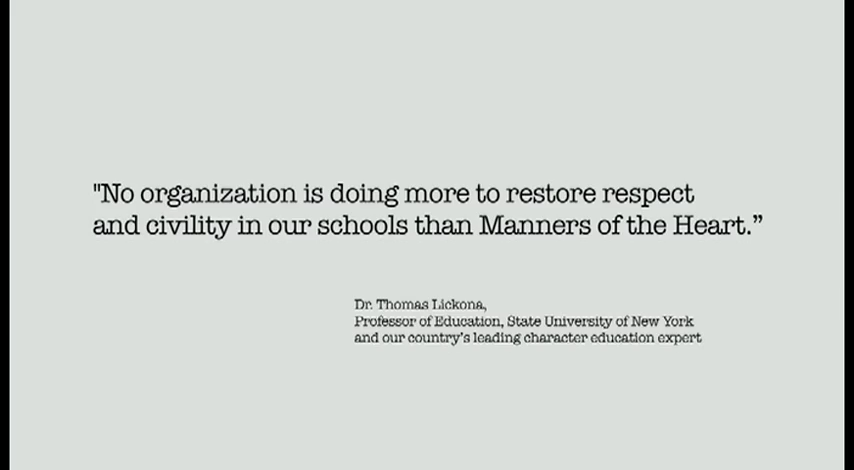 "No organization is doing more to restore respect
and civility in our schools than Manners of the Heart.”
Dr. Thomas Lickona,
Professor of Education, State University of New York
and our country's leading character education expert